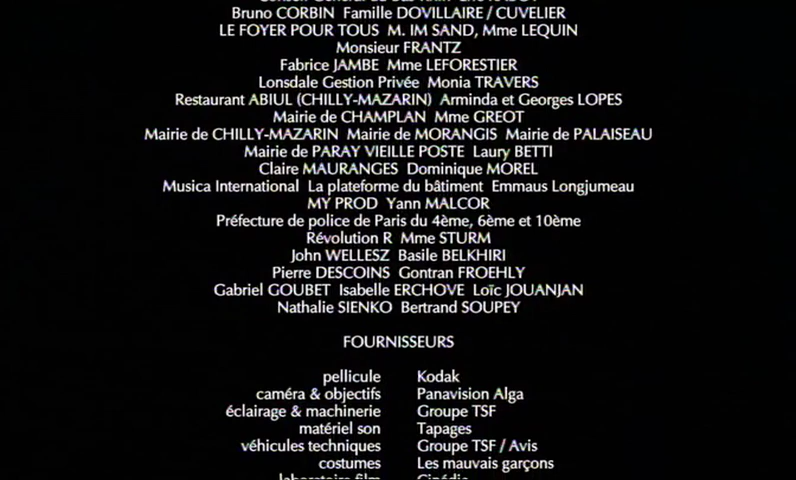 Bruno CORBIN Famille DOVILLAIRE / CUVELIER
LE FOYER POUR TOUS M. IM SAND, Mme LEQUIN
Monsieur FRANTZ
Fabrice JAMBE Mme LEFORESTIER
Lonsdale Gestion Privée Monia TRAVERS
Restaurant ABIUL (CHILLY-MAZARIN) Arminda et Georges LOPES
Mairie de CHAMPLAN Mme GREOT
Mairie de CHILLY-MAZARIN Mairie de MORANGIS Mairie de PALAISEAU
Mairie de PARAY VIEILLE POSTE Laury BETTI
Claire MAURANGES Dominique MOREL
Musica International La plateforme du bâtiment Emmaus Longjumeau
MY PROD Yann MALCOR
Préfecture de police de Paris du 4ème, 6ème et 10ème
Révolution R Mme STURM
John WELLESZ Basile BELKHIRI
Pierre DESCOINS Gontran FROEHLY
Gabriel GOUBET Isabelle ERCHOVE Loïc JOUANJAN
Nathalie SIENKO Bertrand SOUPEY
FOURNISSEURS
pellicule Kodak
caméra & objectifs Panavision Alga
éclairage & machinerie Groupe TSF
matériel son Tapages
véhicules techniques Groupe TSF / Avis
costumes Les mauvais garçons
laboratoire film Cinédia